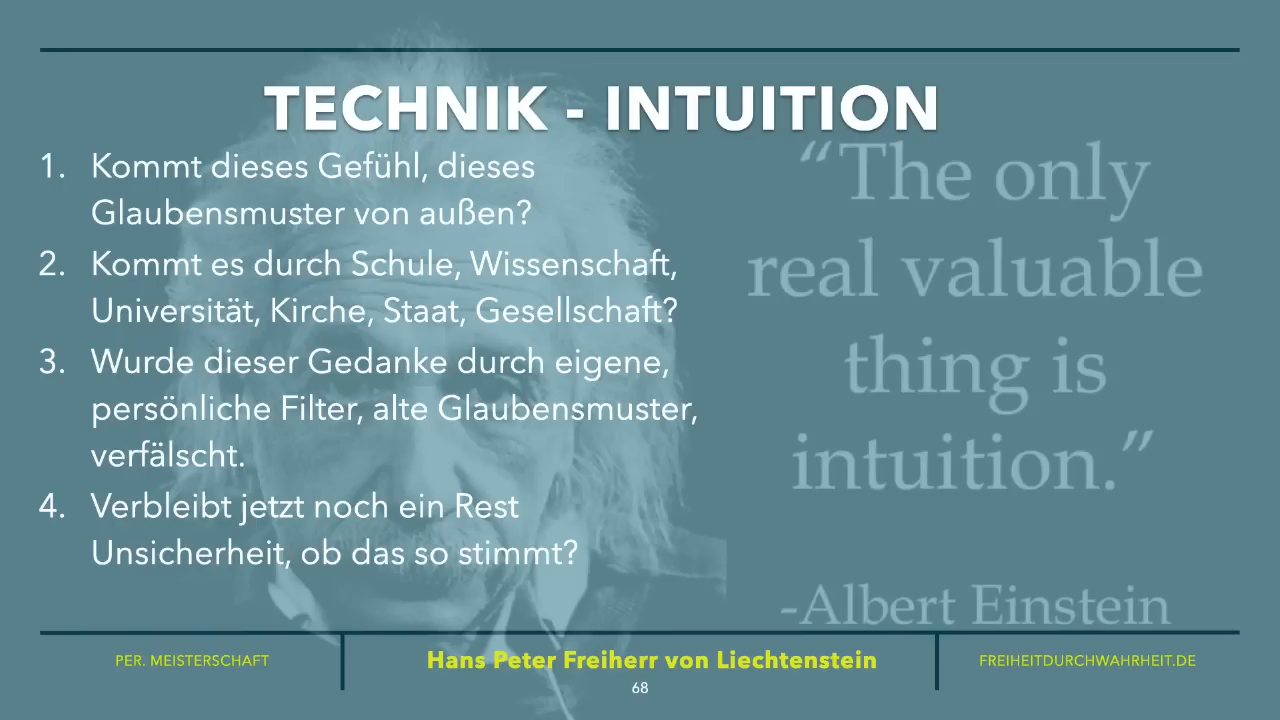 TECHNIK - INTUITION
1. Kommt dieses Gefühl, dieses
Glaubensmuster von außen?
2. Kommt es durch Schule, Wissenschaft,
Universität, Kirche, Staat, Gesellschaft?
3. Wurde dieser Gedanke durch eigene,
persönliche Filter, alte Glaubensmuster,
verfälscht.
4. Verbleibt jetzt noch ein Rest
Unsicherheit, ob das so stimmt?
“The only
real valuable
thing is
intuition.”
-Albert Einstein
PER. MEISTERSCHAFT
Hans Peter Freiherr von Liechtenstein
FREIHEITDURCHWAHRHEIT.DE
68